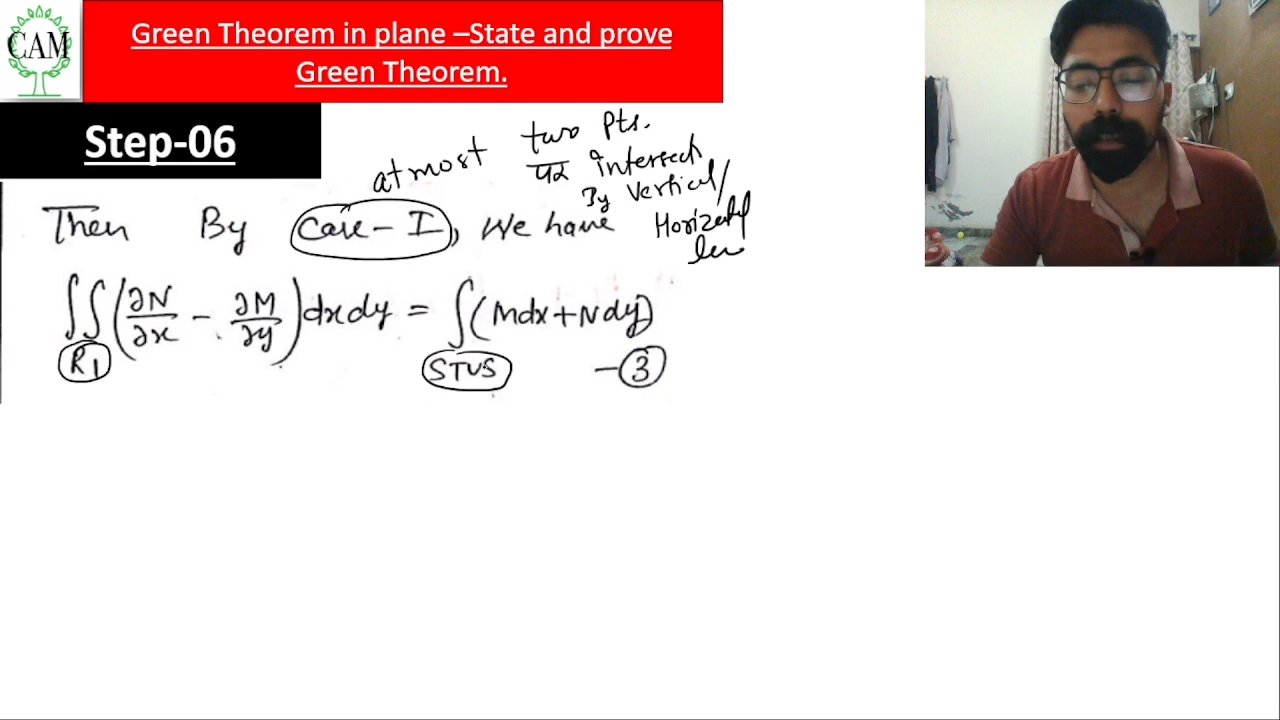 CAM
Green Theorem in plane –State and prove
Green Theorem.
Step-06
atmost two Pts.
पर intersect
By Vertical/
Then By Case - I, We have
∬(∂N/∂x - ∂M/∂y)dxdy = ∫(Mdx+Ndy)
R1 STUS -③